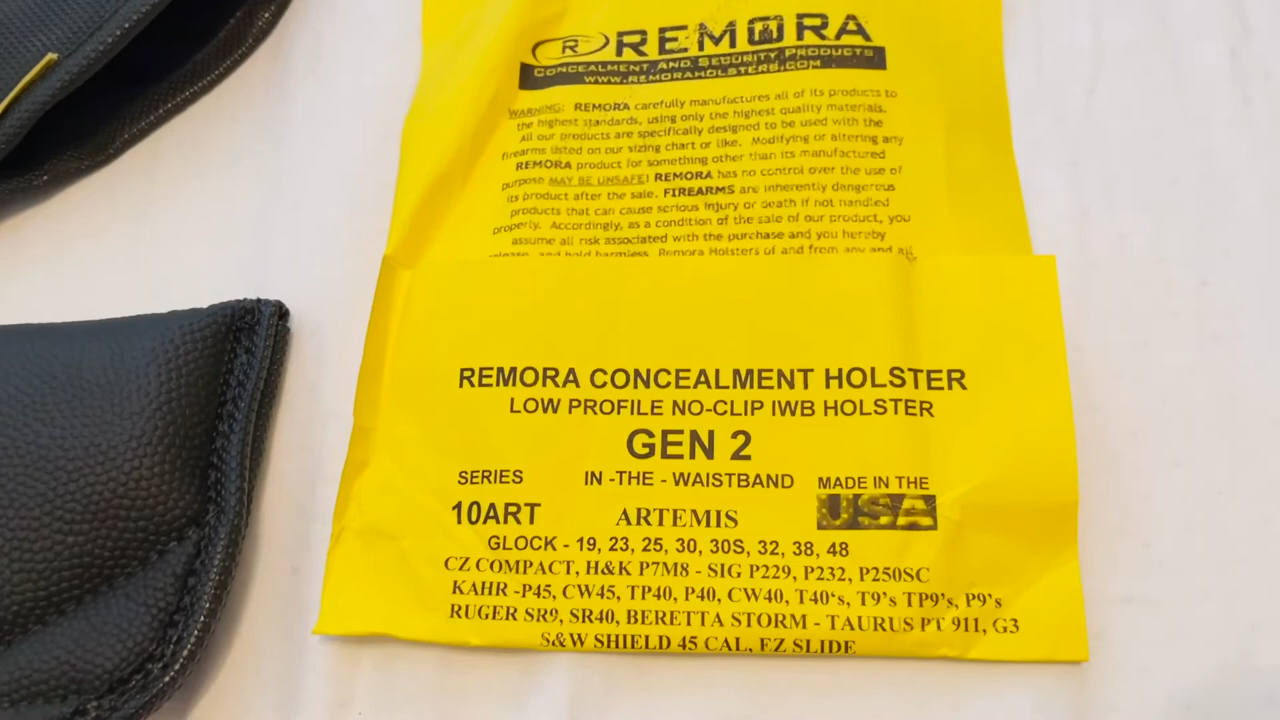 R REMORA
CONCEALMENT AND SECURITY PRODUCTS
WWW.REMORAHOLSTERS.COM
WARNING: REMORA carefully manufactures all of its products to
the highest standards, using only the highest quality materials.
All our products are specifically designed to be used with the
firearms listed on our sizing chart or like. Modifying or altering any
REMORA product for something other than its manufactured
purpose MAY BE UNSAFE! REMORA has no control over the use of
its product after the sale. FIREARMS are inherently dangerous
products that can cause serious injury or death if not handled
properly. Accordingly, as a condition of the sale of our product, you
assume all risk associated with the purchase and you hereby
release, and hold harmless, Remora Holsters of and from any and all
REMORA CONCEALMENT HOLSTER
LOW PROFILE NO-CLIP IWB HOLSTER
GEN 2
SERIES IN -THE - WAISTBAND MADE IN THE
10ART ARTEMIS USA
GLOCK - 19, 23, 25, 30, 30S, 32, 38, 48
CZ COMPACT, H&K P7M8 - SIG P229, P232, P250SC
KAHR -P45, CW45, TP40, P40, CW40, T40‘s, T9’s TP9’s, P9’s
RUGER SR9, SR40, BERETTA STORM - TAURUS PT 911, G3
S&W SHIELD 45 CAL, EZ SLIDE